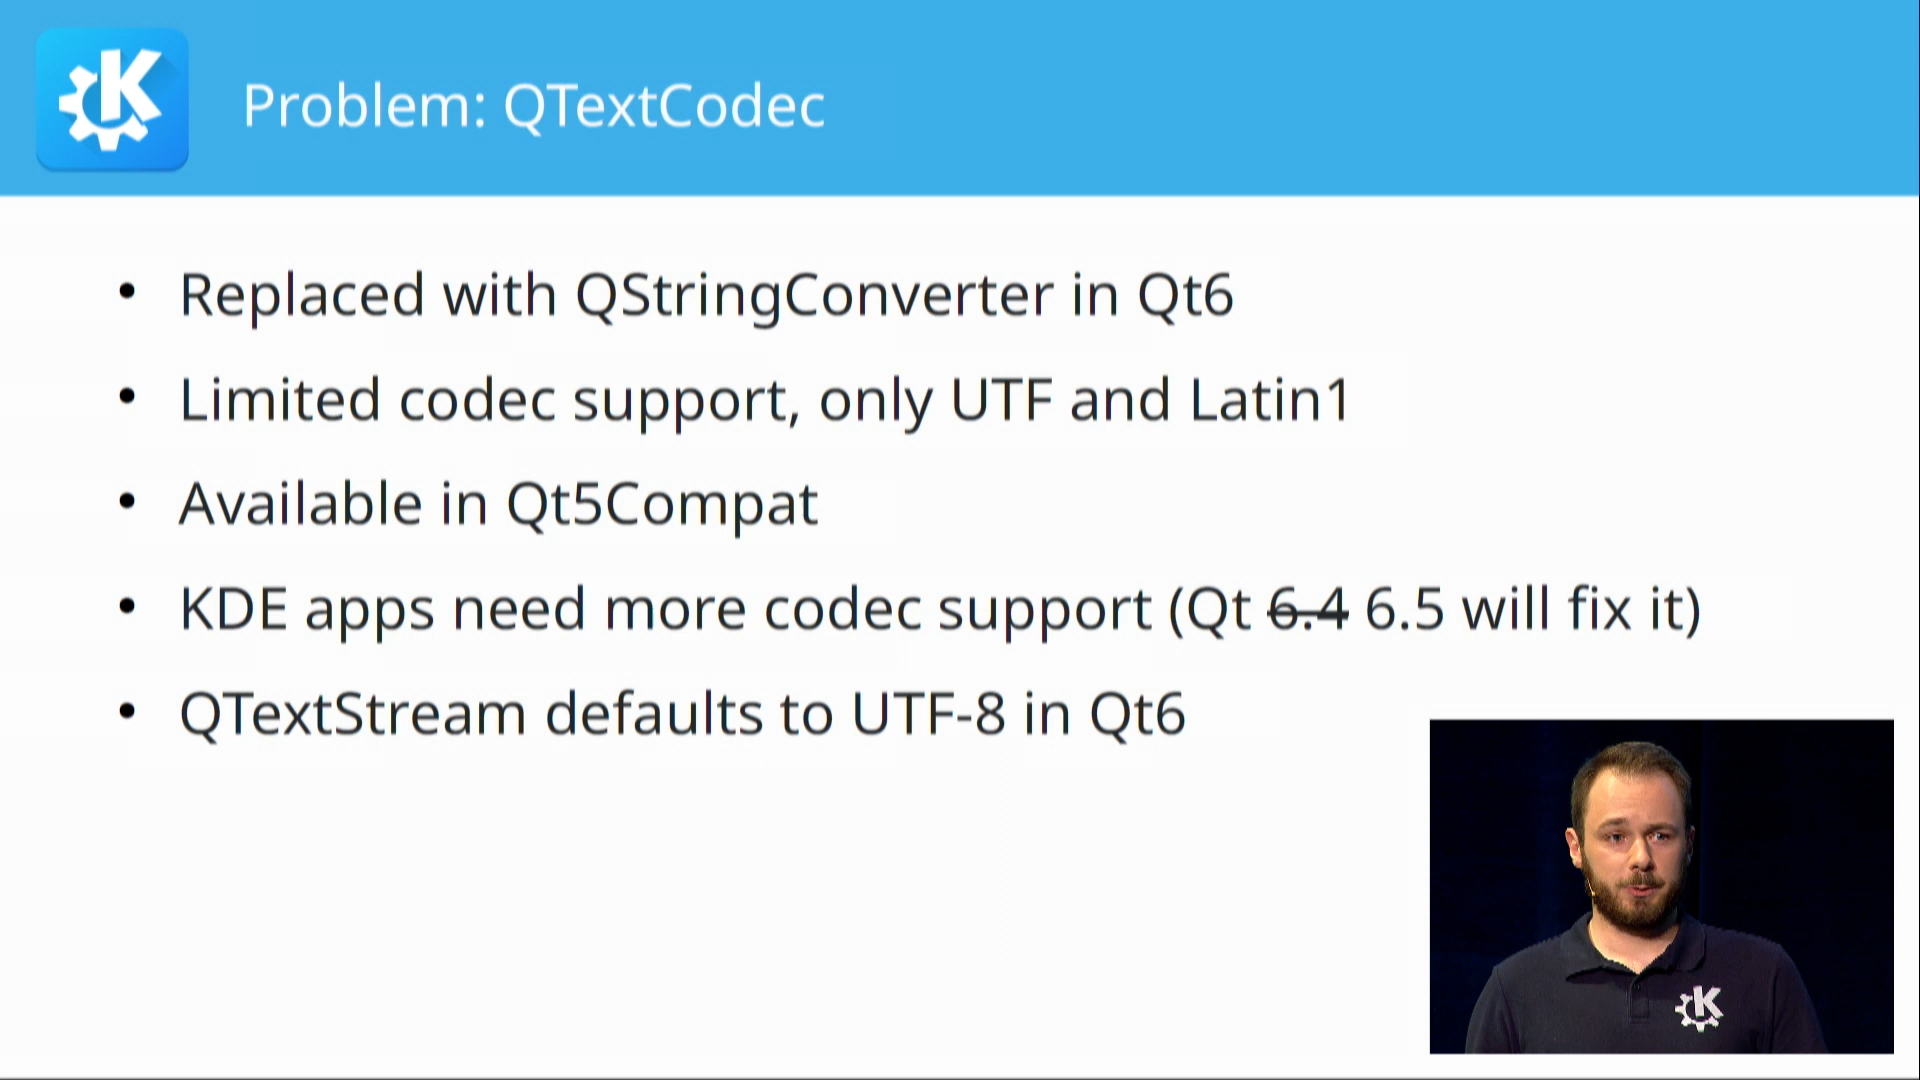 Problem: QTextCodec
• Replaced with QStringConverter in Qt6
• Limited codec support, only UTF and Latin1
• Available in Qt5Compat
• KDE apps need more codec support (Qt 6.4 6.5 will fix it)
• QTextStream defaults to UTF-8 in Qt6